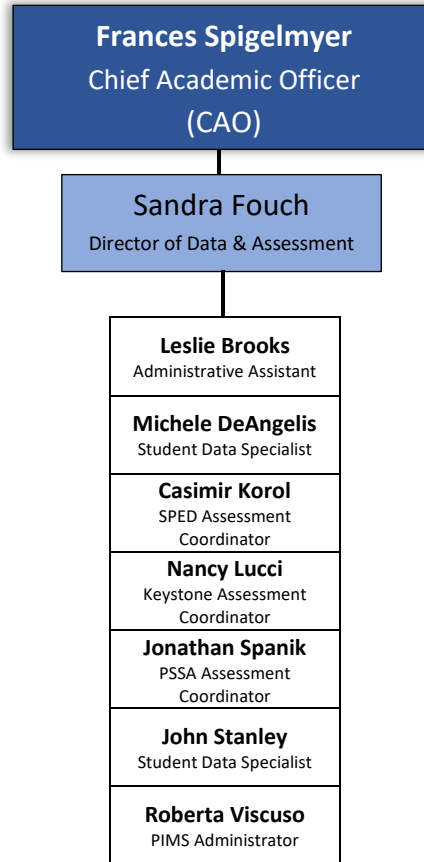 Frances Spigelmyer
Chief Academic Officer
(CAO)
Sandra Fouch
Director of Data & Assessment
Leslie Brooks
Administrative Assistant
Michele DeAngelis
Student Data Specialist
Casimir Korol
SPED Assessment
Coordinator
Nancy Lucci
Keystone Assessment
Coordinator
Jonathan Spanik
PSSA Assessment
Coordinator
John Stanley
Student Data Specialist
Roberta Viscuso
PIMS Administrator